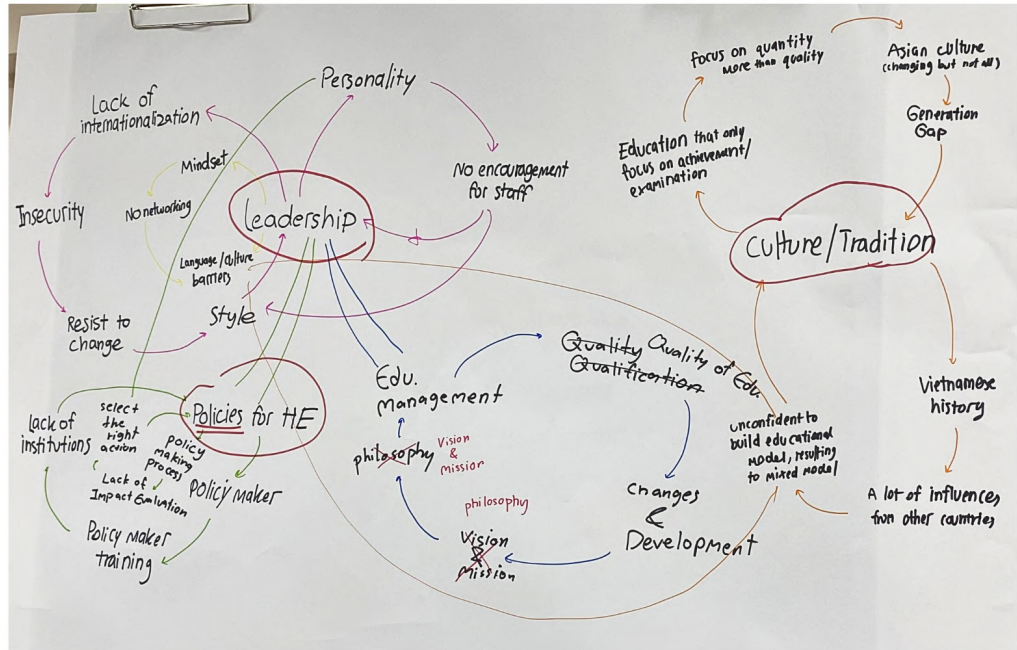 Personality
Lack of
internationalization
Mindset
No networking
Insecurity
Leadership
No encouragement
for staff
Language/culture
barriers
Style
Resist to
change
Policies for HE
Lack of
institutions
select
the
right
action
policy
making
process
Lack of
Impact Evaluation
Policy maker
Policy maker
training
Edu.
management
philosophy
Vision
&
Mission
philosophy
Vision
&
Mission
Quality Quality of Edu
Qualification
Changes
&
Development
focus on quantity
more than quality
Asian culture
(changing but not all)
Generation
Gap
Education that only
focus on achievement/
examination
Culture/Tradition
Vietnamese
history
A lot of influences
from other countries
unconfident to
build educational
model, resulting
to mixed model